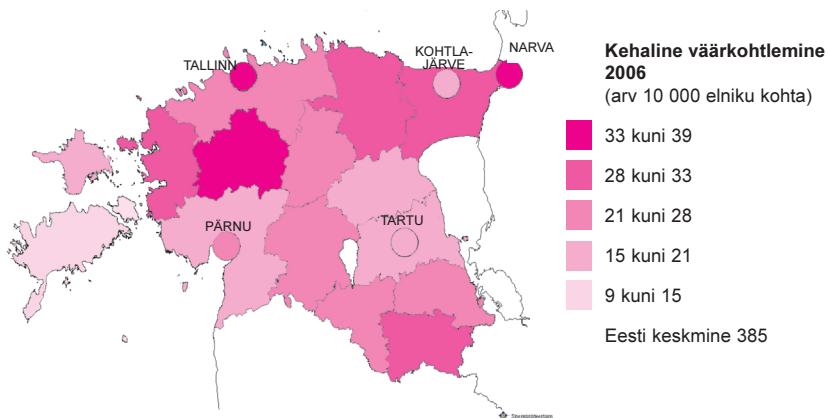 TALLINN
KOHTLA-
JÄRVE
NARVA
PÄRNU
TARTU
Kehaline väärkohtlemine
2006
(arv 10 000 elniku kohta)
33 kuni 39
28 kuni 33
21 kuni 28
15 kuni 21
9 kuni 15
Eesti keskmine 385